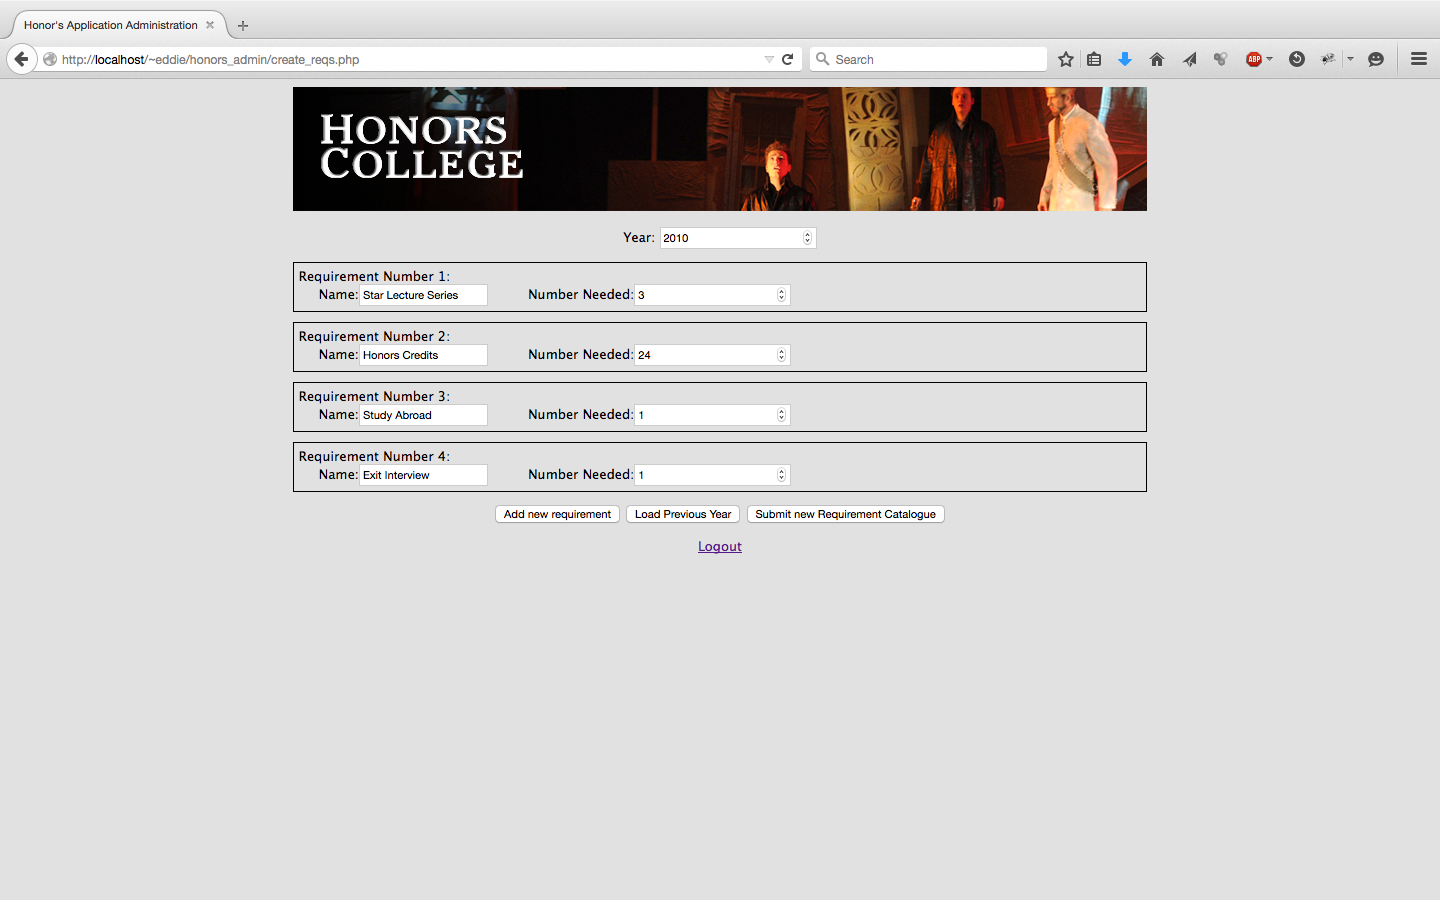 Honor's Application Administration
http://localhost/~eddie/honors_admin/create_reqs.php
Search
ABP
HONORS
COLLEGE
Year: 2010
Requirement Number 1:
Name: Star Lecture Series Number Needed: 3
Requirement Number 2:
Name: Honors Credits Number Needed: 24
Requirement Number 3:
Name: Study Abroad Number Needed: 1
Requirement Number 4:
Name: Exit Interview Number Needed: 1
Add new requirement Load Previous Year Submit new Requirement Catalogue
Logout